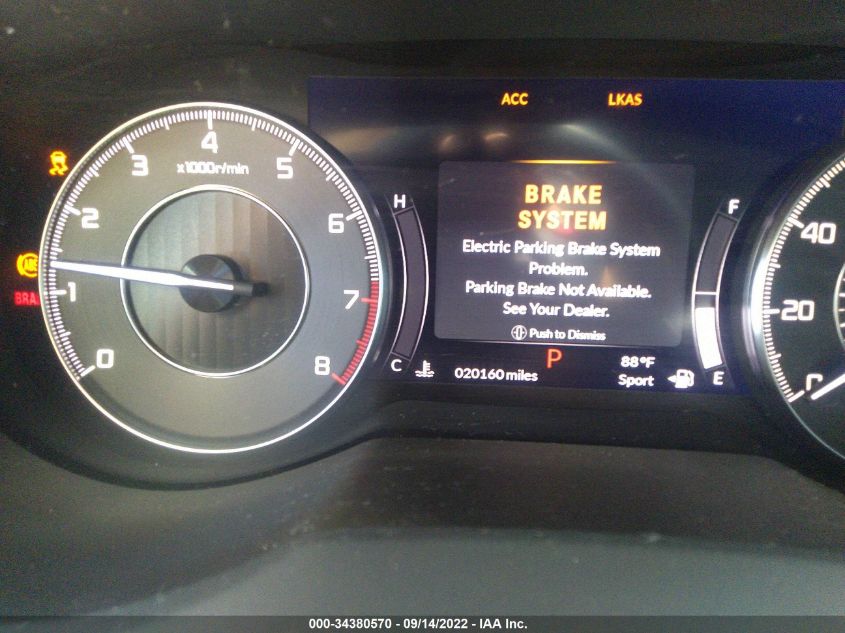 ACC LKAS
4
3 5
x1000r/min
2 6
1 7
0 8
ABS
BRAKE
SYSTEM
Electric Parking Brake System
Problem.
Parking Brake Not Available.
See Your Dealer.
Push to Dismiss
H
C
F
E
P
020160 miles
88°F
Sport
40
20
0
000-34380570 - 09/14/2022 - IAA Inc.